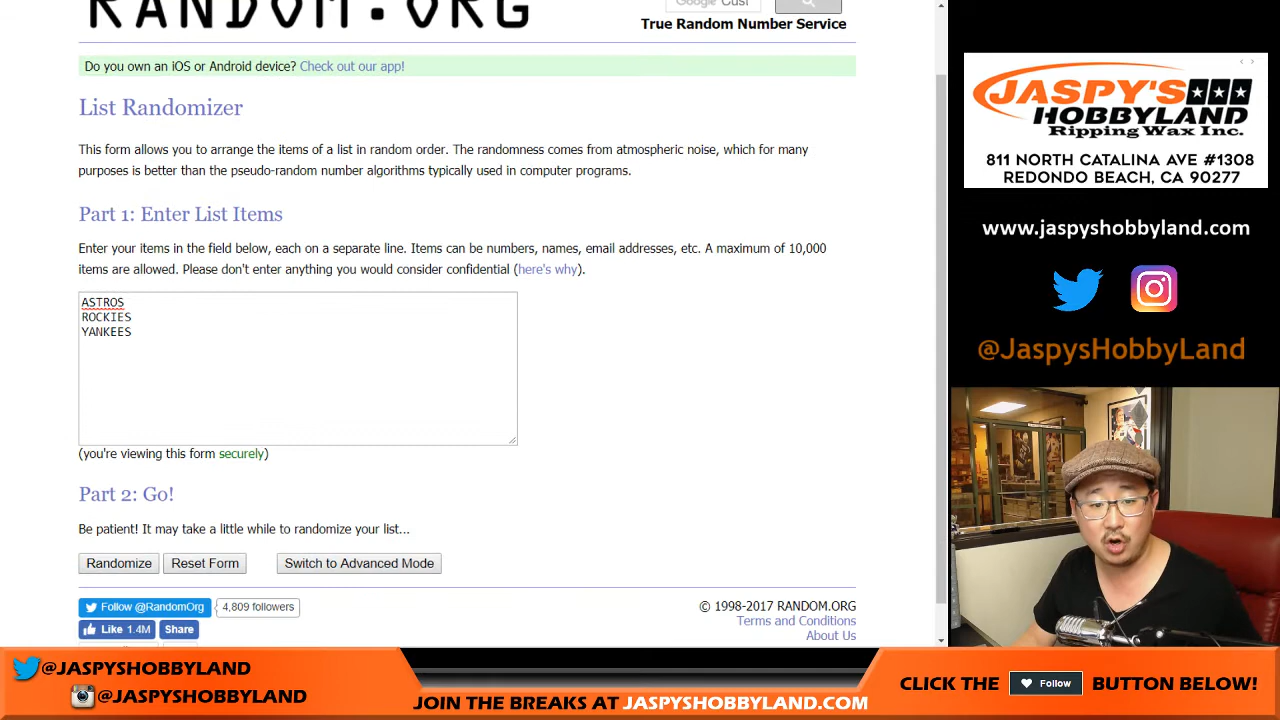 RANDOM.ORG
Google Cust
True Random Number Service
Do you own an iOS or Android device? Check out our app!
List Randomizer
This form allows you to arrange the items of a list in random order. The randomness comes from atmospheric noise, which for many
purposes is better than the pseudo-random number algorithms typically used in computer programs.
Part 1: Enter List Items
Enter your items in the field below, each on a separate line. Items can be numbers, names, email addresses, etc. A maximum of 10,000
items are allowed. Please don't enter anything you would consider confidential (here's why).
ASTROS
ROCKIES
YANKEES
(you're viewing this form securely)
Part 2: Go!
Be patient! It may take a little while to randomize your list...
Randomize Reset Form Switch to Advanced Mode
Follow @RandomOrg 4,809 followers
Like 1.4M Share
© 1998-2017 RANDOM.ORG
Terms and Conditions
About Us
JASPY'S
HOBBYLAND
Ripping Wax Inc.
811 NORTH CATALINA AVE #1308
REDONDO BEACH, CA 90277
www.jaspyshobbyland.com
@JaspysHobbyLand
@JASPYSHOBBYLAND
@JASPYSHOBBYLAND
JOIN THE BREAKS AT JASPYSHOBBYLAND.COM
CLICK THE Follow BUTTON BELOW!